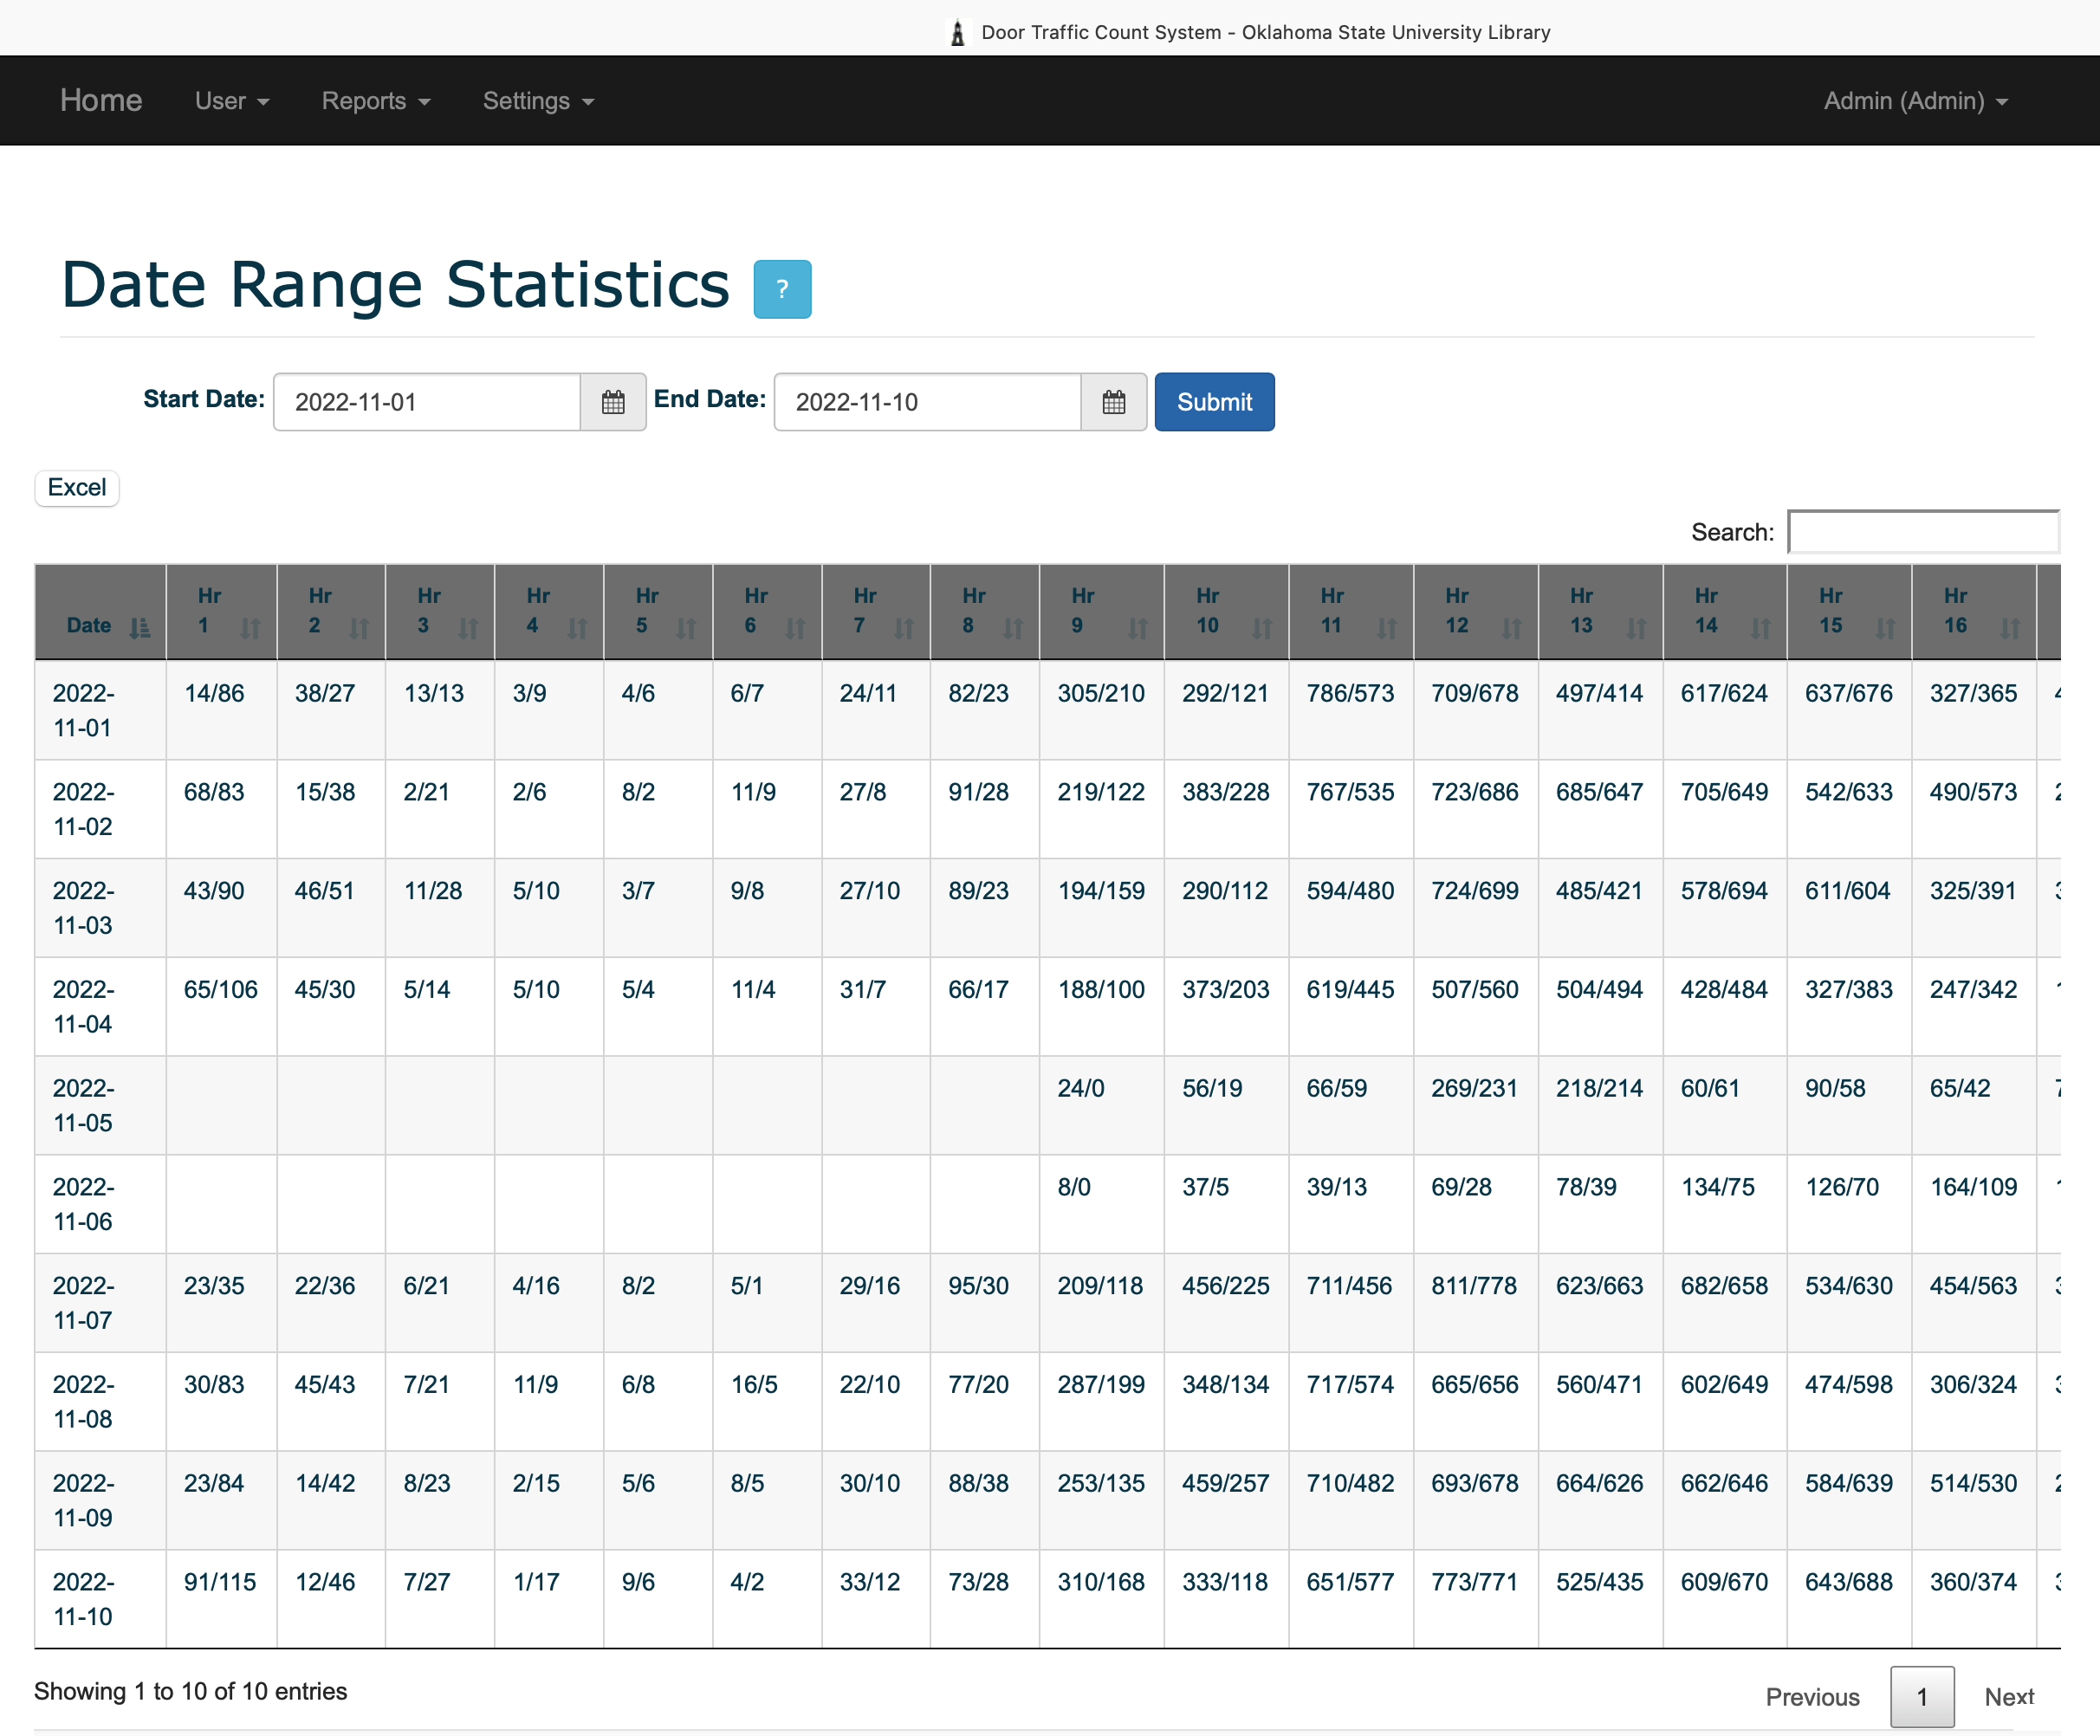 Door Traffic Count System - Oklahoma State University Library
Home User Reports Settings Admin (Admin)
Date Range Statistics ?
Start Date: 2022-11-01 End Date: 2022-11-10 Submit
Excel
Search:
Date Hr 1 Hr 2 Hr 3 Hr 4 Hr 5 Hr 6 Hr 7 Hr 8 Hr 9 Hr 10 Hr 11 Hr 12 Hr 13 Hr 14 Hr 15 Hr 16
2022-11-01 14/86 38/27 13/13 3/9 4/6 6/7 24/11 82/23 305/210 292/121 786/573 709/678 497/414 617/624 637/676 327/365
2022-11-02 68/83 15/38 2/21 2/6 8/2 11/9 27/8 91/28 219/122 383/228 767/535 723/686 685/647 705/649 542/633 490/573
2022-11-03 43/90 46/51 11/28 5/10 3/7 9/8 27/10 89/23 194/159 290/112 594/480 724/699 485/421 578/694 611/604 325/391
2022-11-04 65/106 45/30 5/14 5/10 5/4 11/4 31/7 66/17 188/100 373/203 619/445 507/560 504/494 428/484 327/383 247/342
2022-11-05 24/0 56/19 66/59 269/231 218/214 60/61 90/58 65/42
2022-11-06 8/0 37/5 39/13 69/28 78/39 134/75 126/70 164/109
2022-11-07 23/35 22/36 6/21 4/16 8/2 5/1 29/16 95/30 209/118 456/225 711/456 811/778 623/663 682/658 534/630 454/563
2022-11-08 30/83 45/43 7/21 11/9 6/8 16/5 22/10 77/20 287/199 348/134 717/574 665/656 560/471 602/649 474/598 306/324
2022-11-09 23/84 14/42 8/23 2/15 5/6 8/5 30/10 88/38 253/135 459/257 710/482 693/678 664/626 662/646 584/639 514/530
2022-11-10 91/115 12/46 7/27 1/17 9/6 4/2 33/12 73/28 310/168 333/118 651/577 773/771 525/435 609/670 643/688 360/374
Showing 1 to 10 of 10 entries
Previous 1 Next